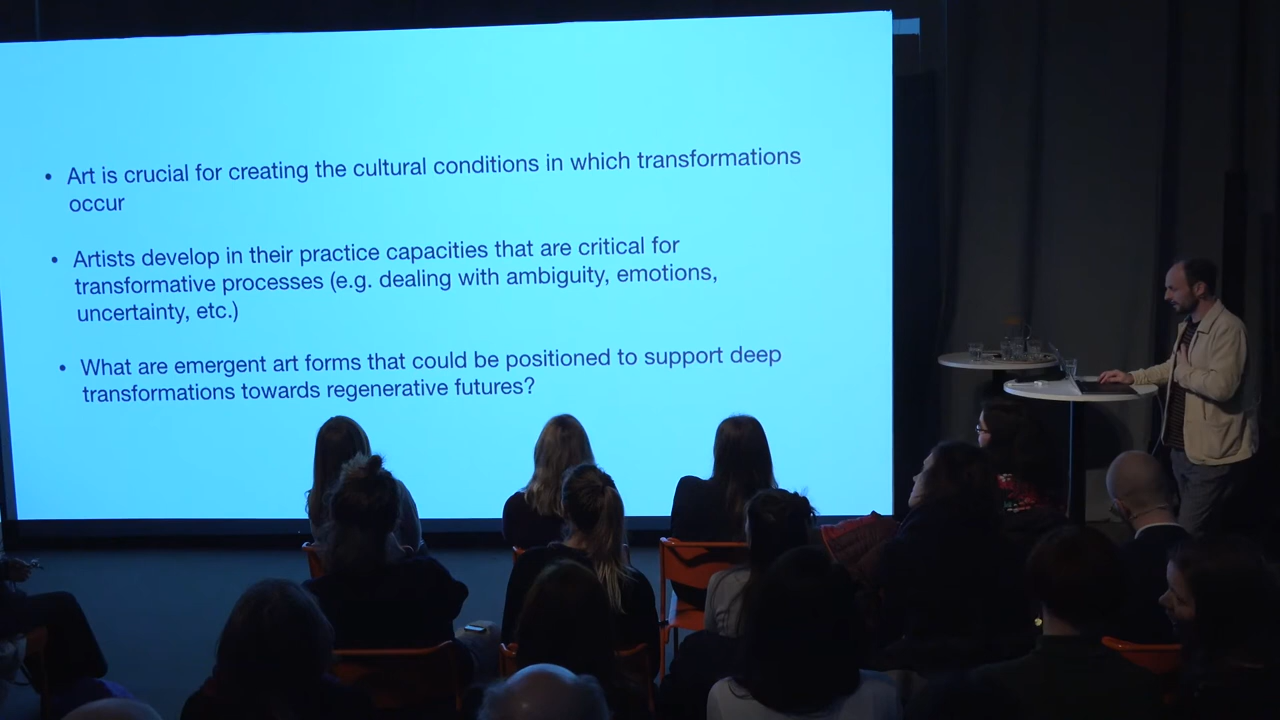 • Art is crucial for creating the cultural conditions in which transformations
occur
• Artists develop in their practice capacities that are critical for
transformative processes (e.g. dealing with ambiguity, emotions,
uncertainty, etc.)
• What are emergent art forms that could be positioned to support deep
transformations towards regenerative futures?